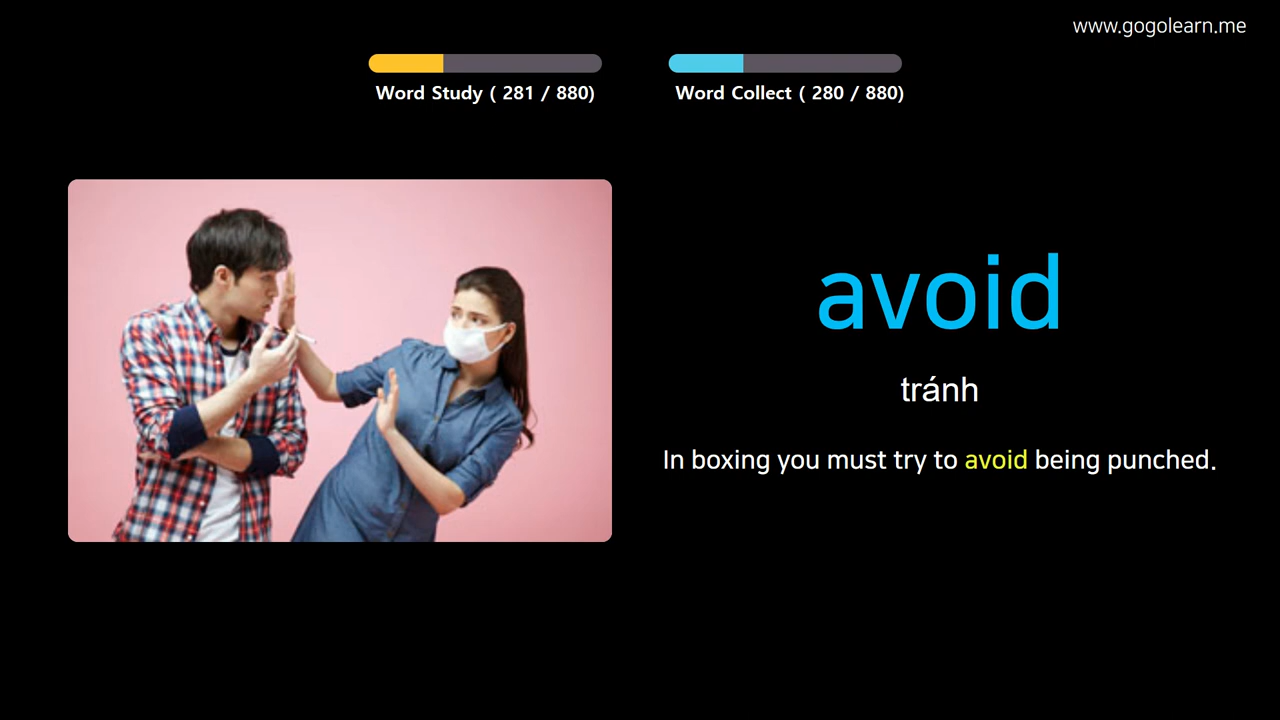 www.gogolearn.me
Word Study ( 281 / 880)
Word Collect ( 280 / 880)
avoid
tránh
In boxing you must try to avoid being punched.